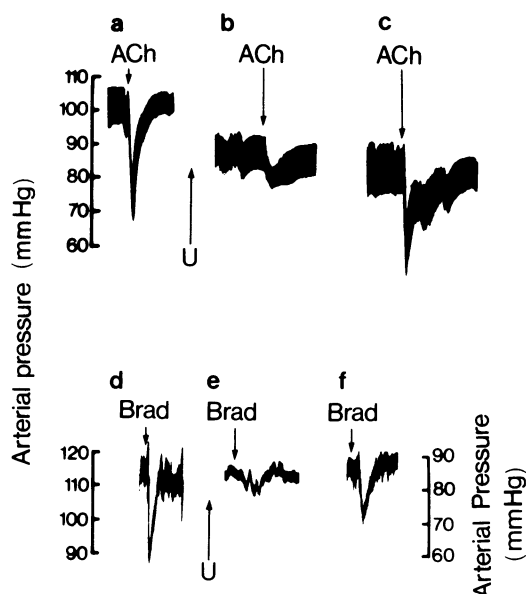 a b c
ACh ACh ACh
110
100
90
80
70
60
U
Arterial pressure (mmHg)
d e f
Brad Brad Brad
120
110
100
90
U
90
80
70
60
Arterial Pressure
(mmHg)